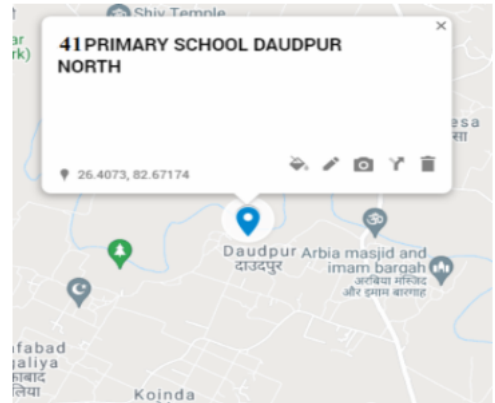 Shiv Temple
41 PRIMARY SCHOOL DAUDPUR
NORTH
26.4073, 82.67174
Daudpur
दाउदपुर
Arbia masjid and
imam bargah
अरबिया मस्जिद
और इमाम बारगाह
Koinda